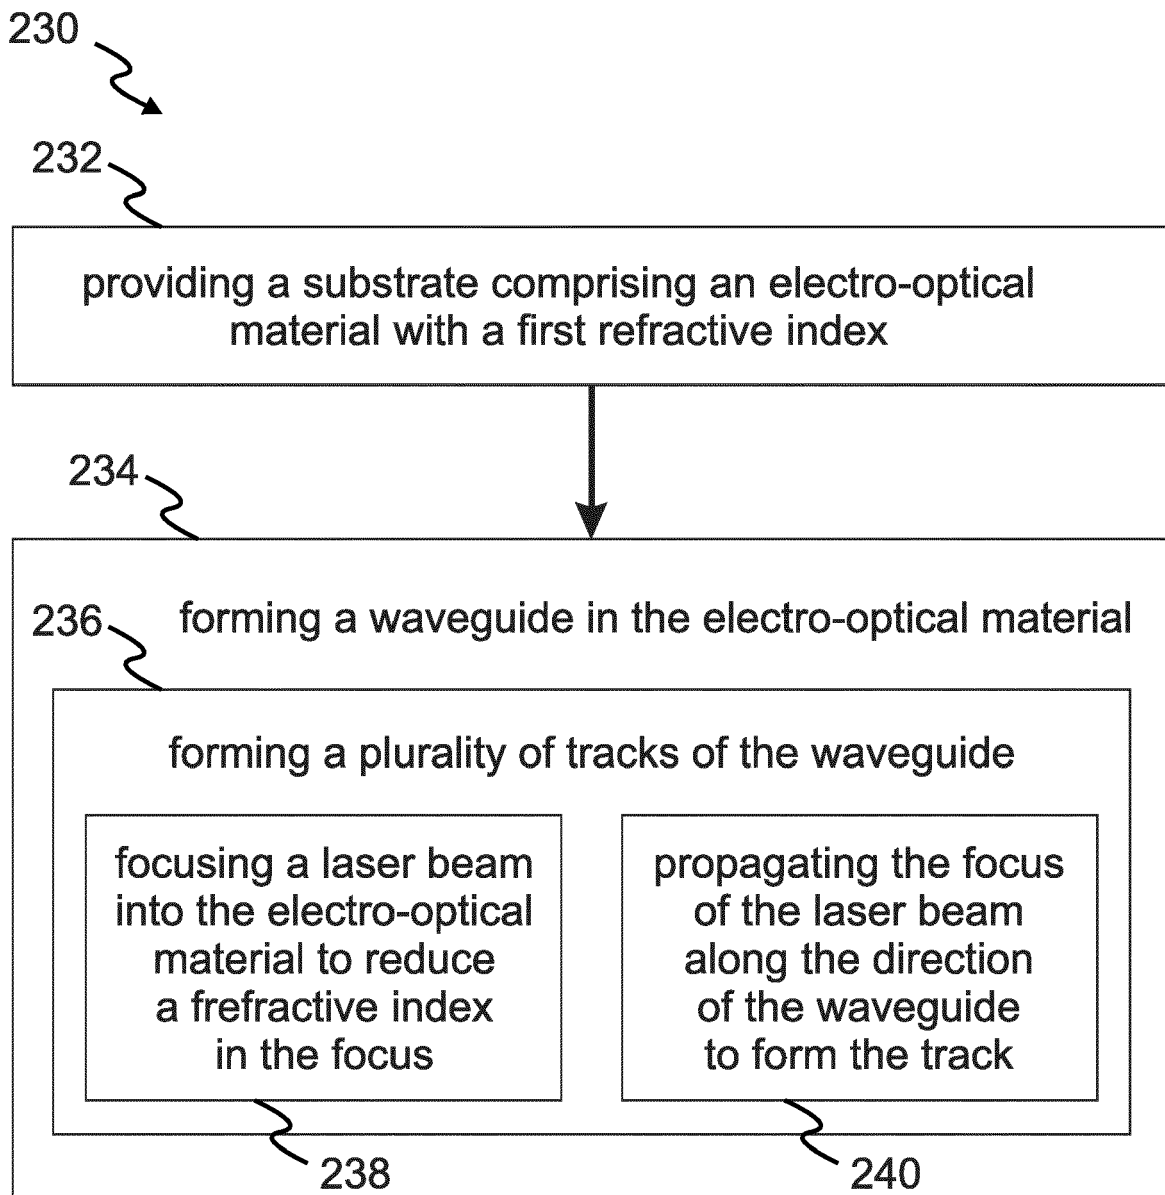 230
232
providing a substrate comprising an electro-optical
material with a first refractive index
234
236
forming a waveguide in the electro-optical material
forming a plurality of tracks of the waveguide
focusing a laser beam
into the electro-optical
material to reduce
a frefractive index
in the focus
propagating the focus
of the laser beam
along the direction
of the waveguide
to form the track
238
240